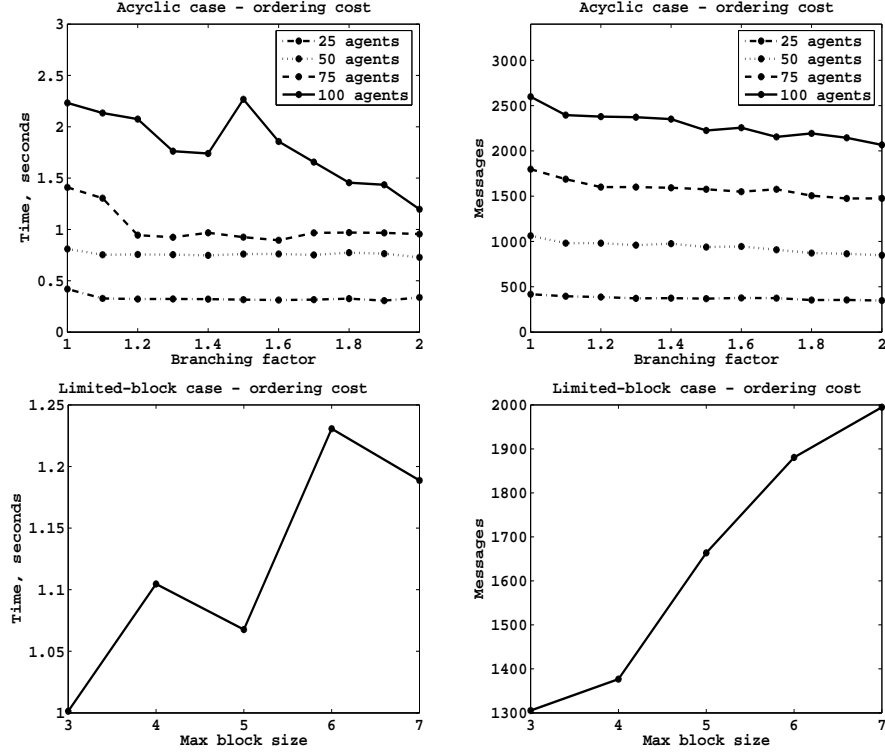 Acyclic case - ordering cost
3
2.5
2
1.5
1
0.5
0
Time, seconds
25 agents
50 agents
75 agents
100 agents
1 1.2 1.4 1.6 1.8 2
Branching factor
Acyclic case - ordering cost
3000
2500
2000
1500
1000
500
0
Messages
25 agents
50 agents
75 agents
100 agents
1 1.2 1.4 1.6 1.8 2
Branching factor
Limited-block case - ordering cost
1.25
1.2
1.15
1.1
1.05
1
Time, seconds
3 4 5 6 7
Max block size
Limited-block case - ordering cost
2000
1900
1800
1700
1600
1500
1400
1300
Messages
3 4 5 6 7
Max block size